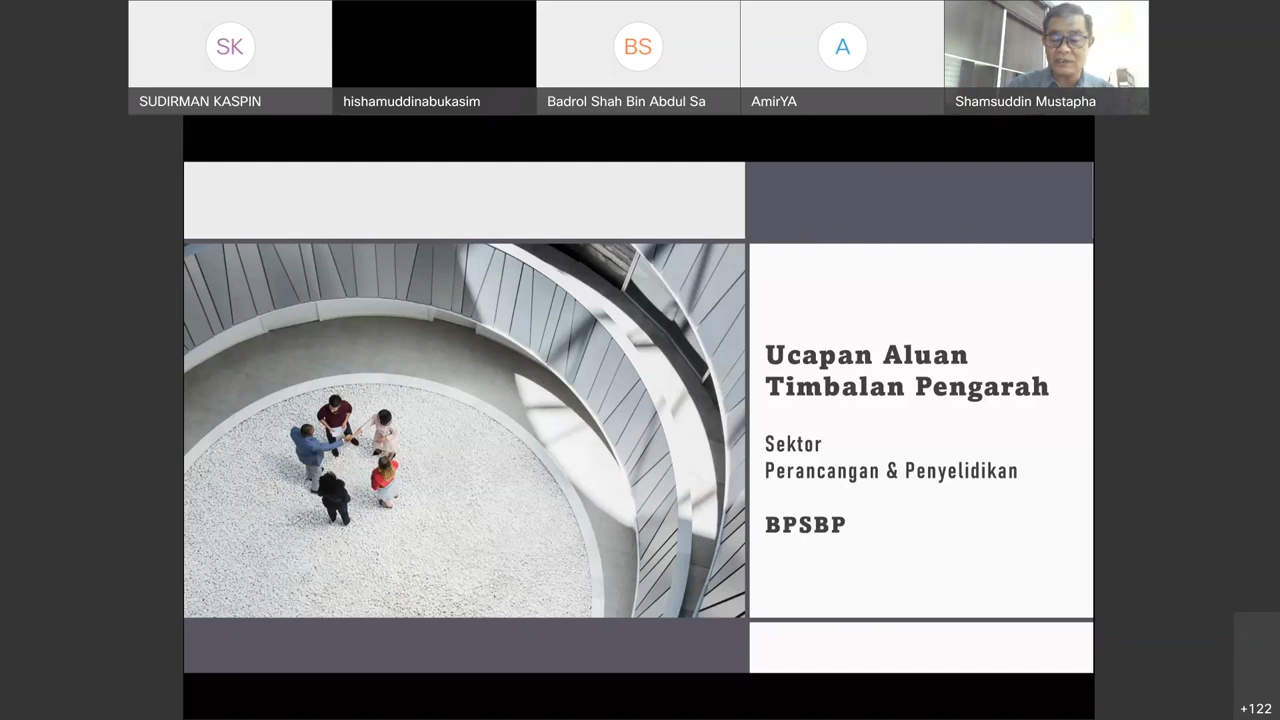 SK
BS
A
SUDIRMAN KASPIN
hishamuddinabukasim
Badrol Shah Bin Abdul Sa
AmirYA
Shamsuddin Mustapha
Ucapan Aluan
Timbalan Pengarah
Sektor
Perancangan & Penyelidikan
BPSBP
+122